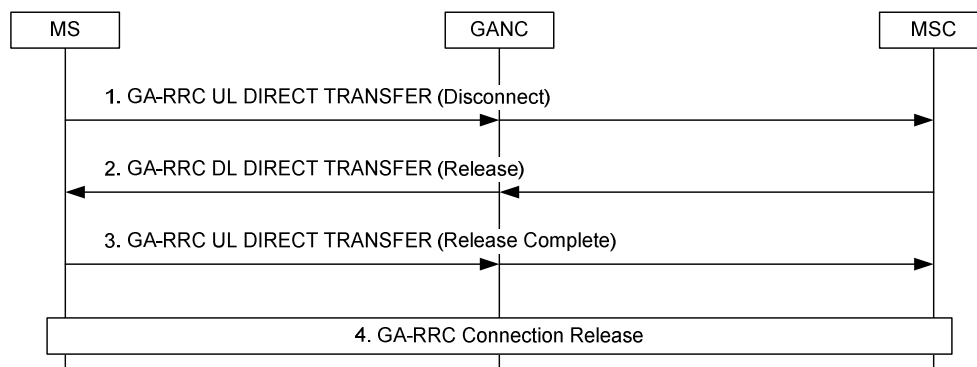 MS
GANC
MSC
1. GA-RRC UL DIRECT TRANSFER (Disconnect)
2. GA-RRC DL DIRECT TRANSFER (Release)
3. GA-RRC UL DIRECT TRANSFER (Release Complete)
4. GA-RRC Connection Release